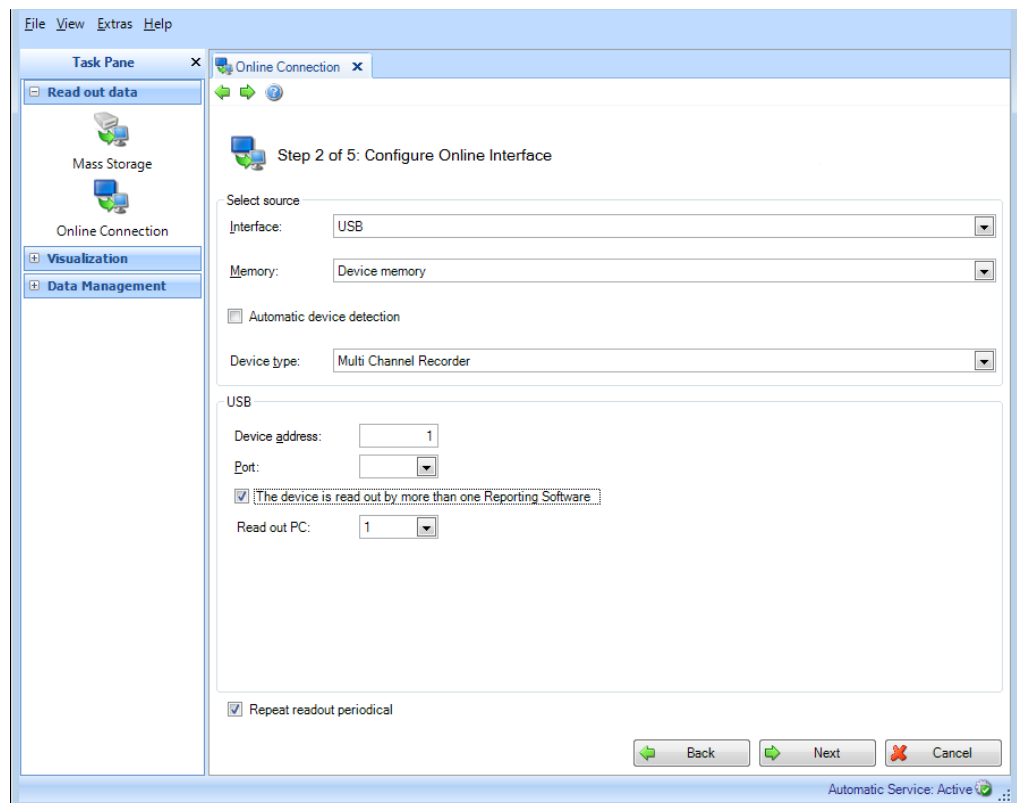 File View Extras Help
Task Pane
Online Connection
Read out data
Mass Storage
Step 2 of 5: Configure Online Interface
Select source
Interface: USB
Online Connection
Visualization
Memory: Device memory
Data Management
Automatic device detection
Device type: Multi Channel Recorder
USB
Device address: 1
Port:
The device is read out by more than one Reporting Software
Read out PC: 1
Repeat readout periodical
Back Next Cancel
Automatic Service: Active